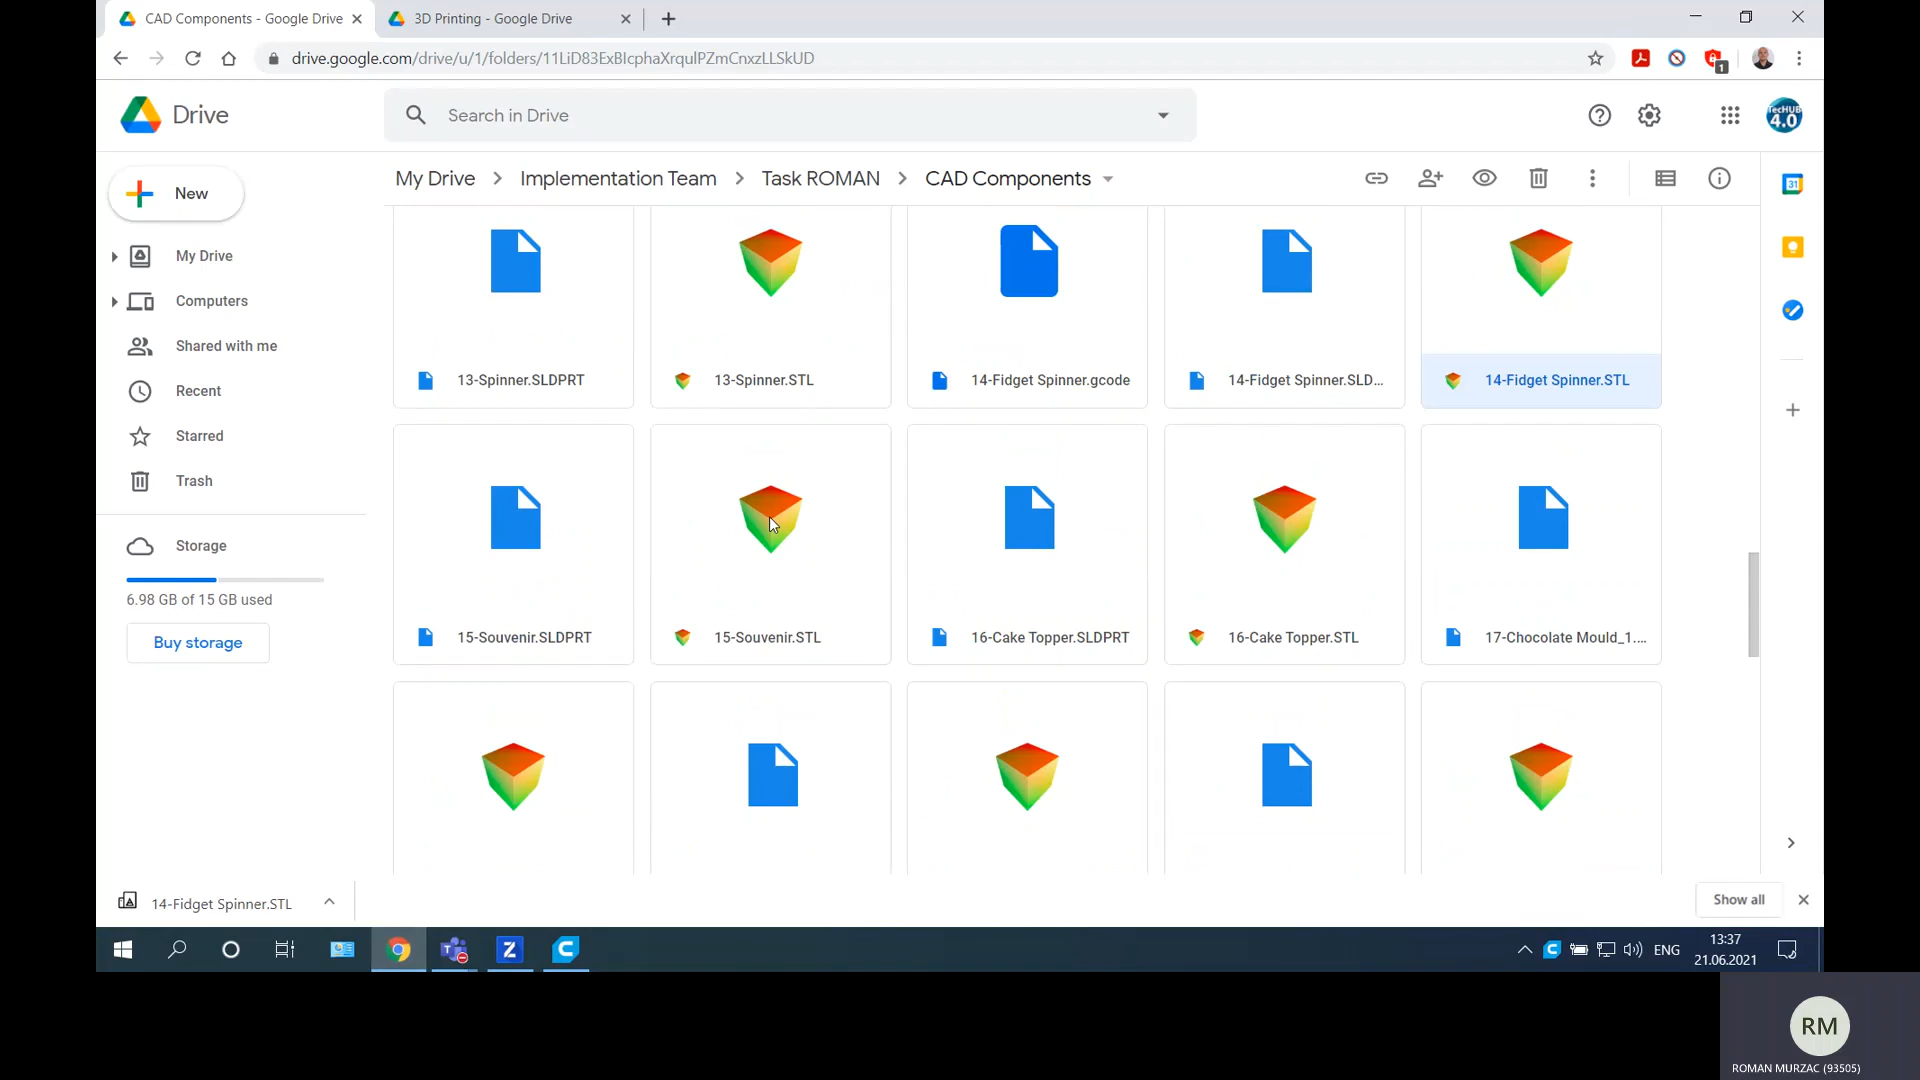 CAD Components - Google Drive
3D Printing - Google Drive
drive.google.com/drive/u/1/folders/
Drive
Search in Drive
TecHUB 4.0
New
My Drive
Implementation Team
Task ROMAN
CAD Components
31
My Drive
Computers
Shared with me
Recent
Starred
Trash
Storage
6.98 GB of 15 GB used
Buy storage
13-Spinner.SLDPRT
13-Spinner.STL
14-Fidget Spinner.gcode
14-Fidget Spinner.SLD...
14-Fidget Spinner.STL
15-Souvenir.SLDPRT
15-Souvenir.STL
16-Cake Topper.SLDPRT
16-Cake Topper.STL
17-Chocolate Mould_1....
14-Fidget Spinner.STL
Show all
ENG
13:37
21.06.2021
RM
ROMAN MURZAC (93505)